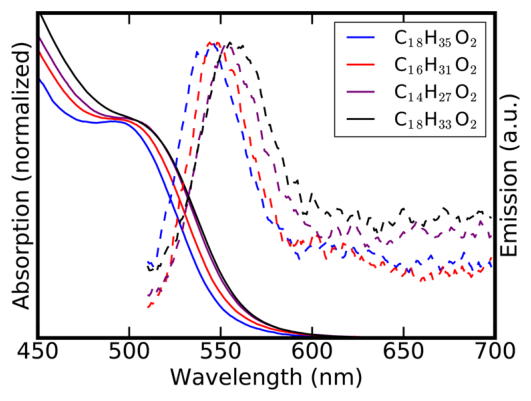 C₁₈H₃₅O₂
C₁₆H₃₁O₂
C₁₄H₂₇O₂
C₁₈H₃₃O₂
Absorption (normalized)
Emission (a.u.)
450 500 550 600 650 700
Wavelength (nm)